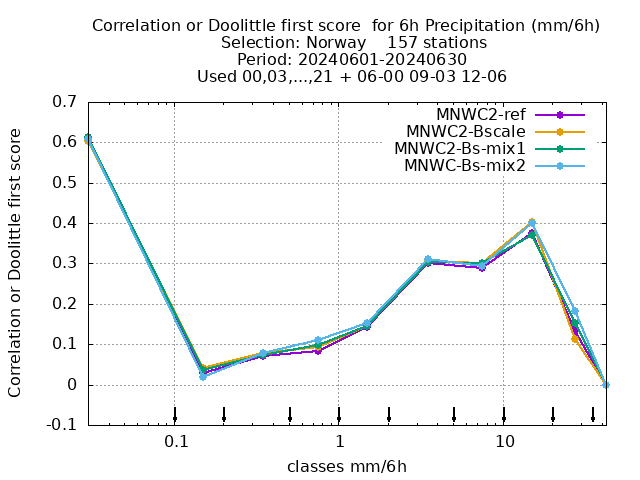 Correlation or Doolittle first score  for 6h Precipitation (mm/6h)
Selection: Norway    157 stations
Period: 20240601-20240630
Used 00,03,...,21 + 06-00 09-03 12-06
Correlation or Doolittle first score
0.7
0.6
0.5
0.4
0.3
0.2
0.1
0
-0.1
MNWC2-ref
MNWC2-Bscale
MNWC2-Bs-mix1
MNWC-Bs-mix2
0.1
1
10
classes mm/6h